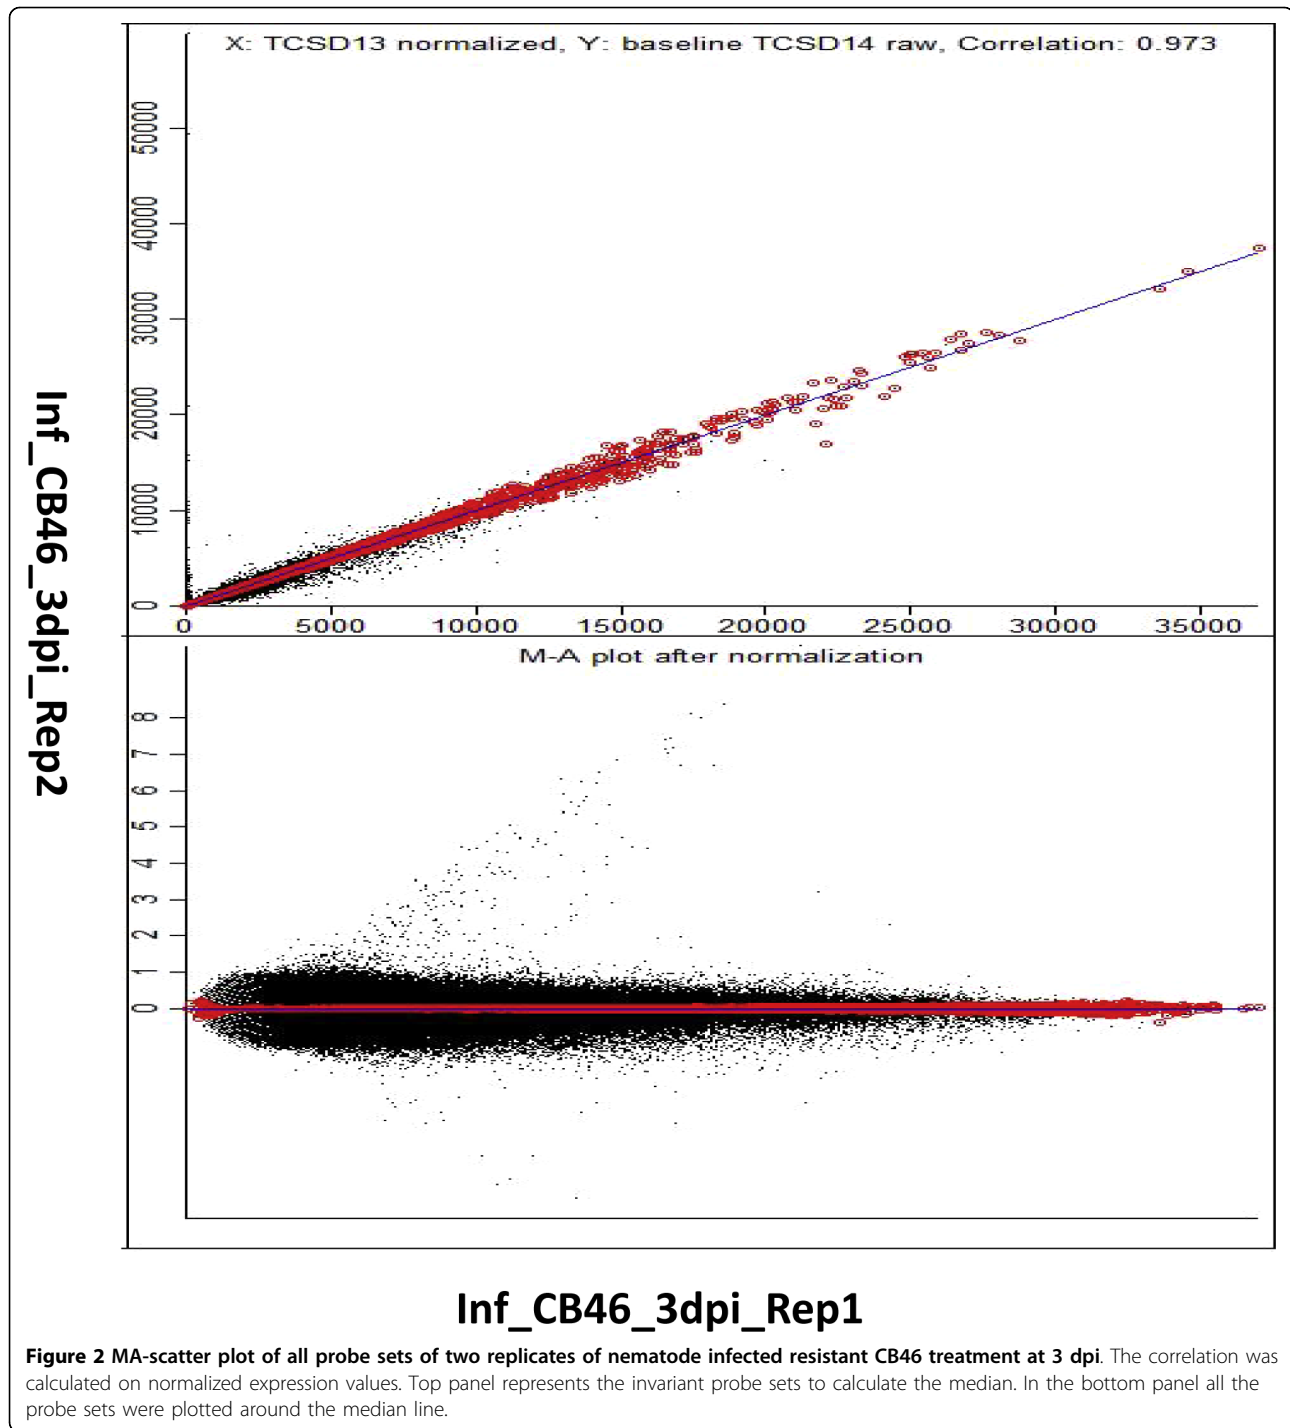 X: TCSD13 normalized, Y: baseline TCSD14 raw, Correlation: 0.973
50000
40000
30000
20000
10000
0
0 5000 10000 15000 20000 25000 30000 35000
M-A plot after normalization
8
7
6
5
4
3
2
1
0
Inf_CB46_3dpi_Rep2
Inf_CB46_3dpi_Rep1
Figure 2 MA-scatter plot of all probe sets of two replicates of nematode infected resistant CB46 treatment at 3 dpi. The correlation was
calculated on normalized expression values. Top panel represents the invariant probe sets to calculate the median. In the bottom panel all the
probe sets were plotted around the median line.